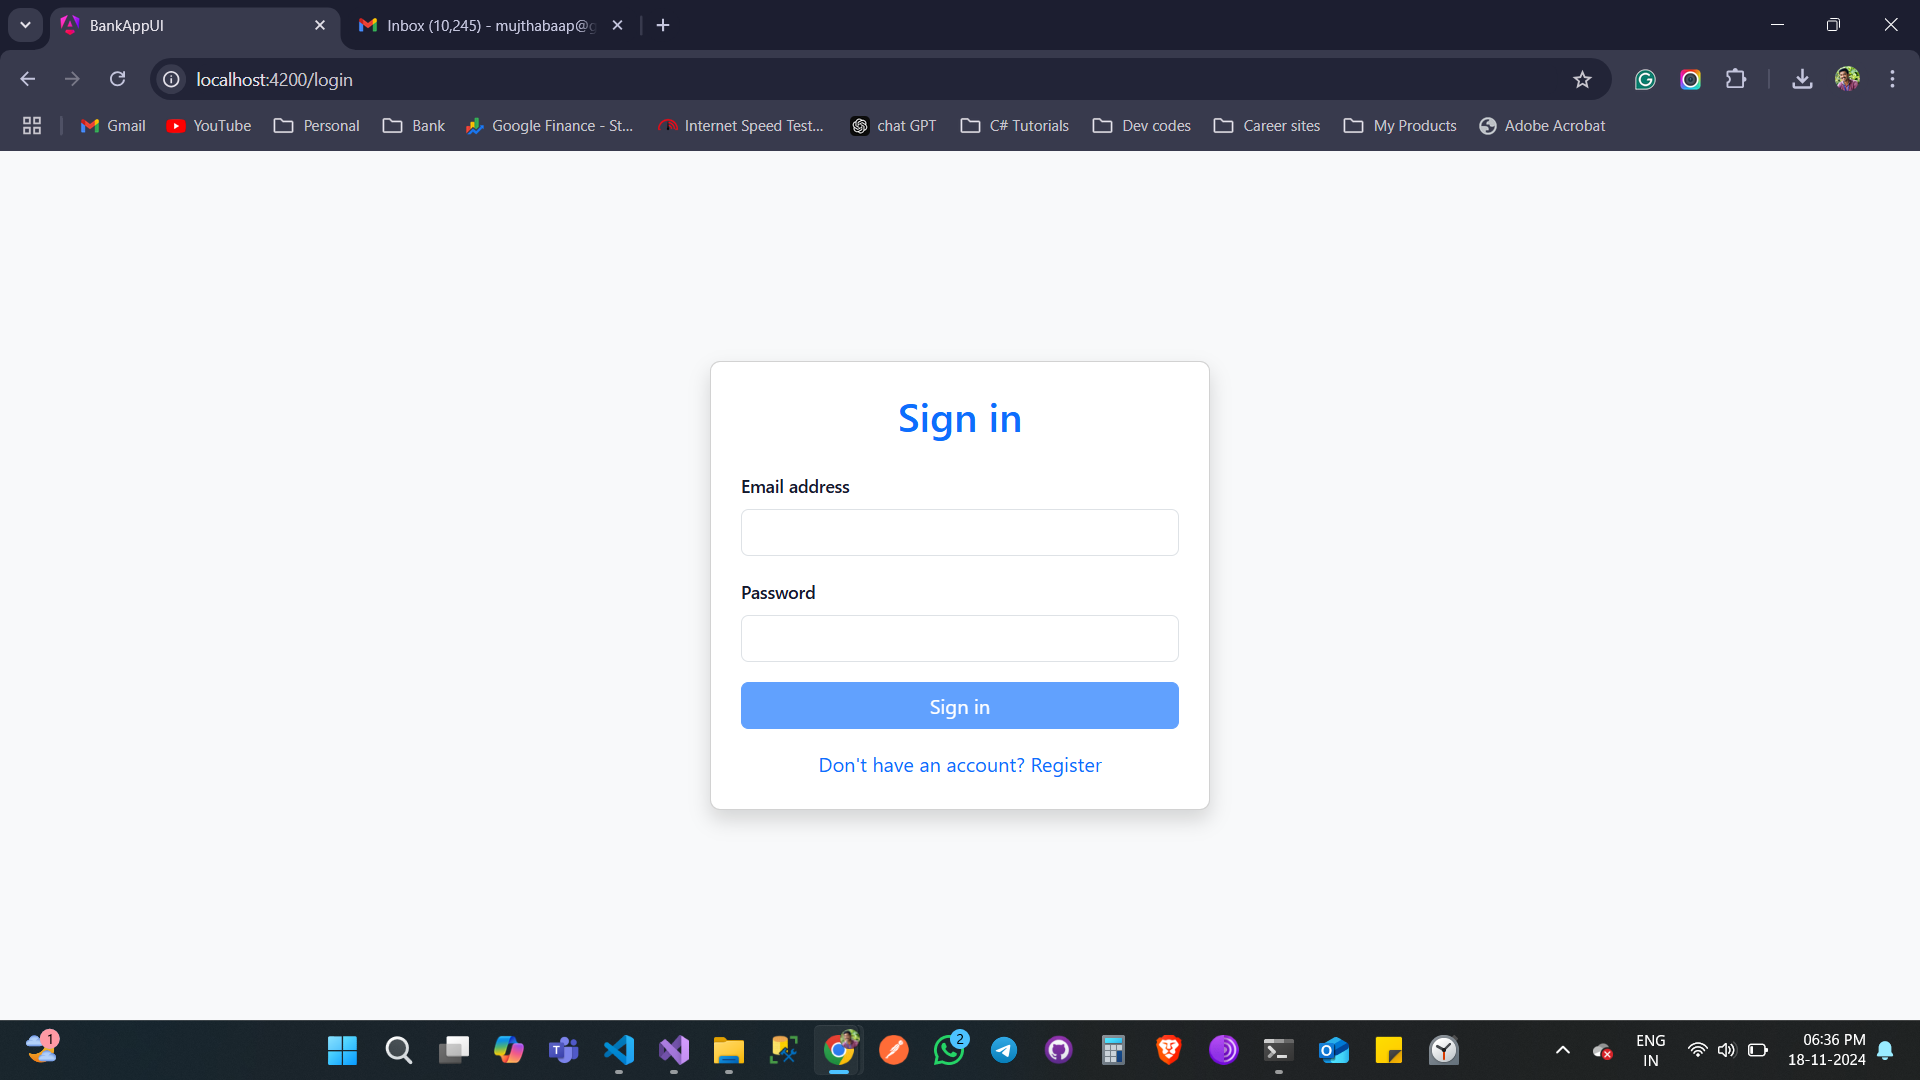 BankAppUI
Inbox (10,245) - mujthabaap@g
localhost:4200/login
Gmail
YouTube
Personal
Bank
Google Finance - St...
Internet Speed Test...
chat GPT
C# Tutorials
Dev codes
Career sites
My Products
Adobe Acrobat
Sign in
Email address
Password
Sign in
Don't have an account? Register
1
2
ENG
IN
06:36 PM
18-11-2024